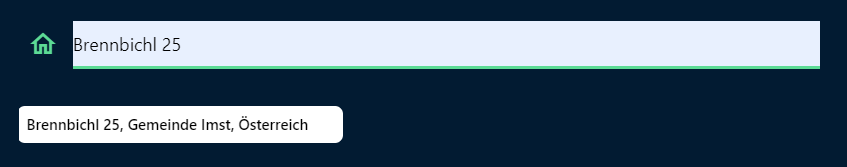 Brennbichl 25
Brennbichl 25, Gemeinde Imst, Österreich